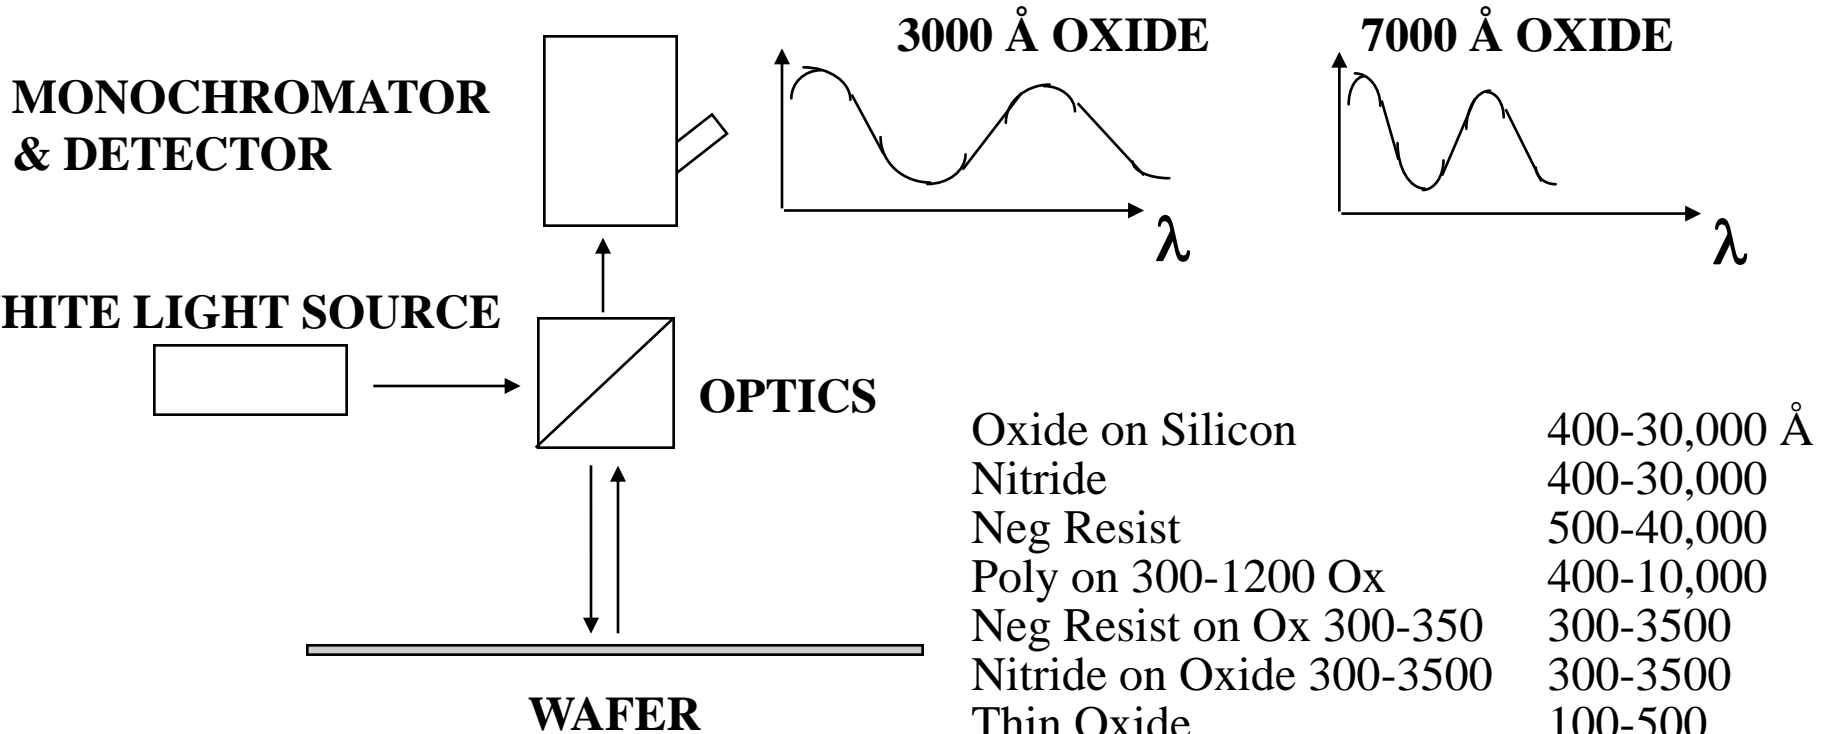 3000 Å OXIDE
7000 Å OXIDE
MONOCHROMATOR
& DETECTOR
λ
λ
HITE LIGHT SOURCE
OPTICS
Oxide on Silicon 400-30,000 Å
Nitride 400-30,000
Neg Resist 500-40,000
Poly on 300-1200 Ox 400-10,000
Neg Resist on Ox 300-350 300-3500
Nitride on Oxide 300-3500 300-3500
Thin Oxide 100-500
WAFER